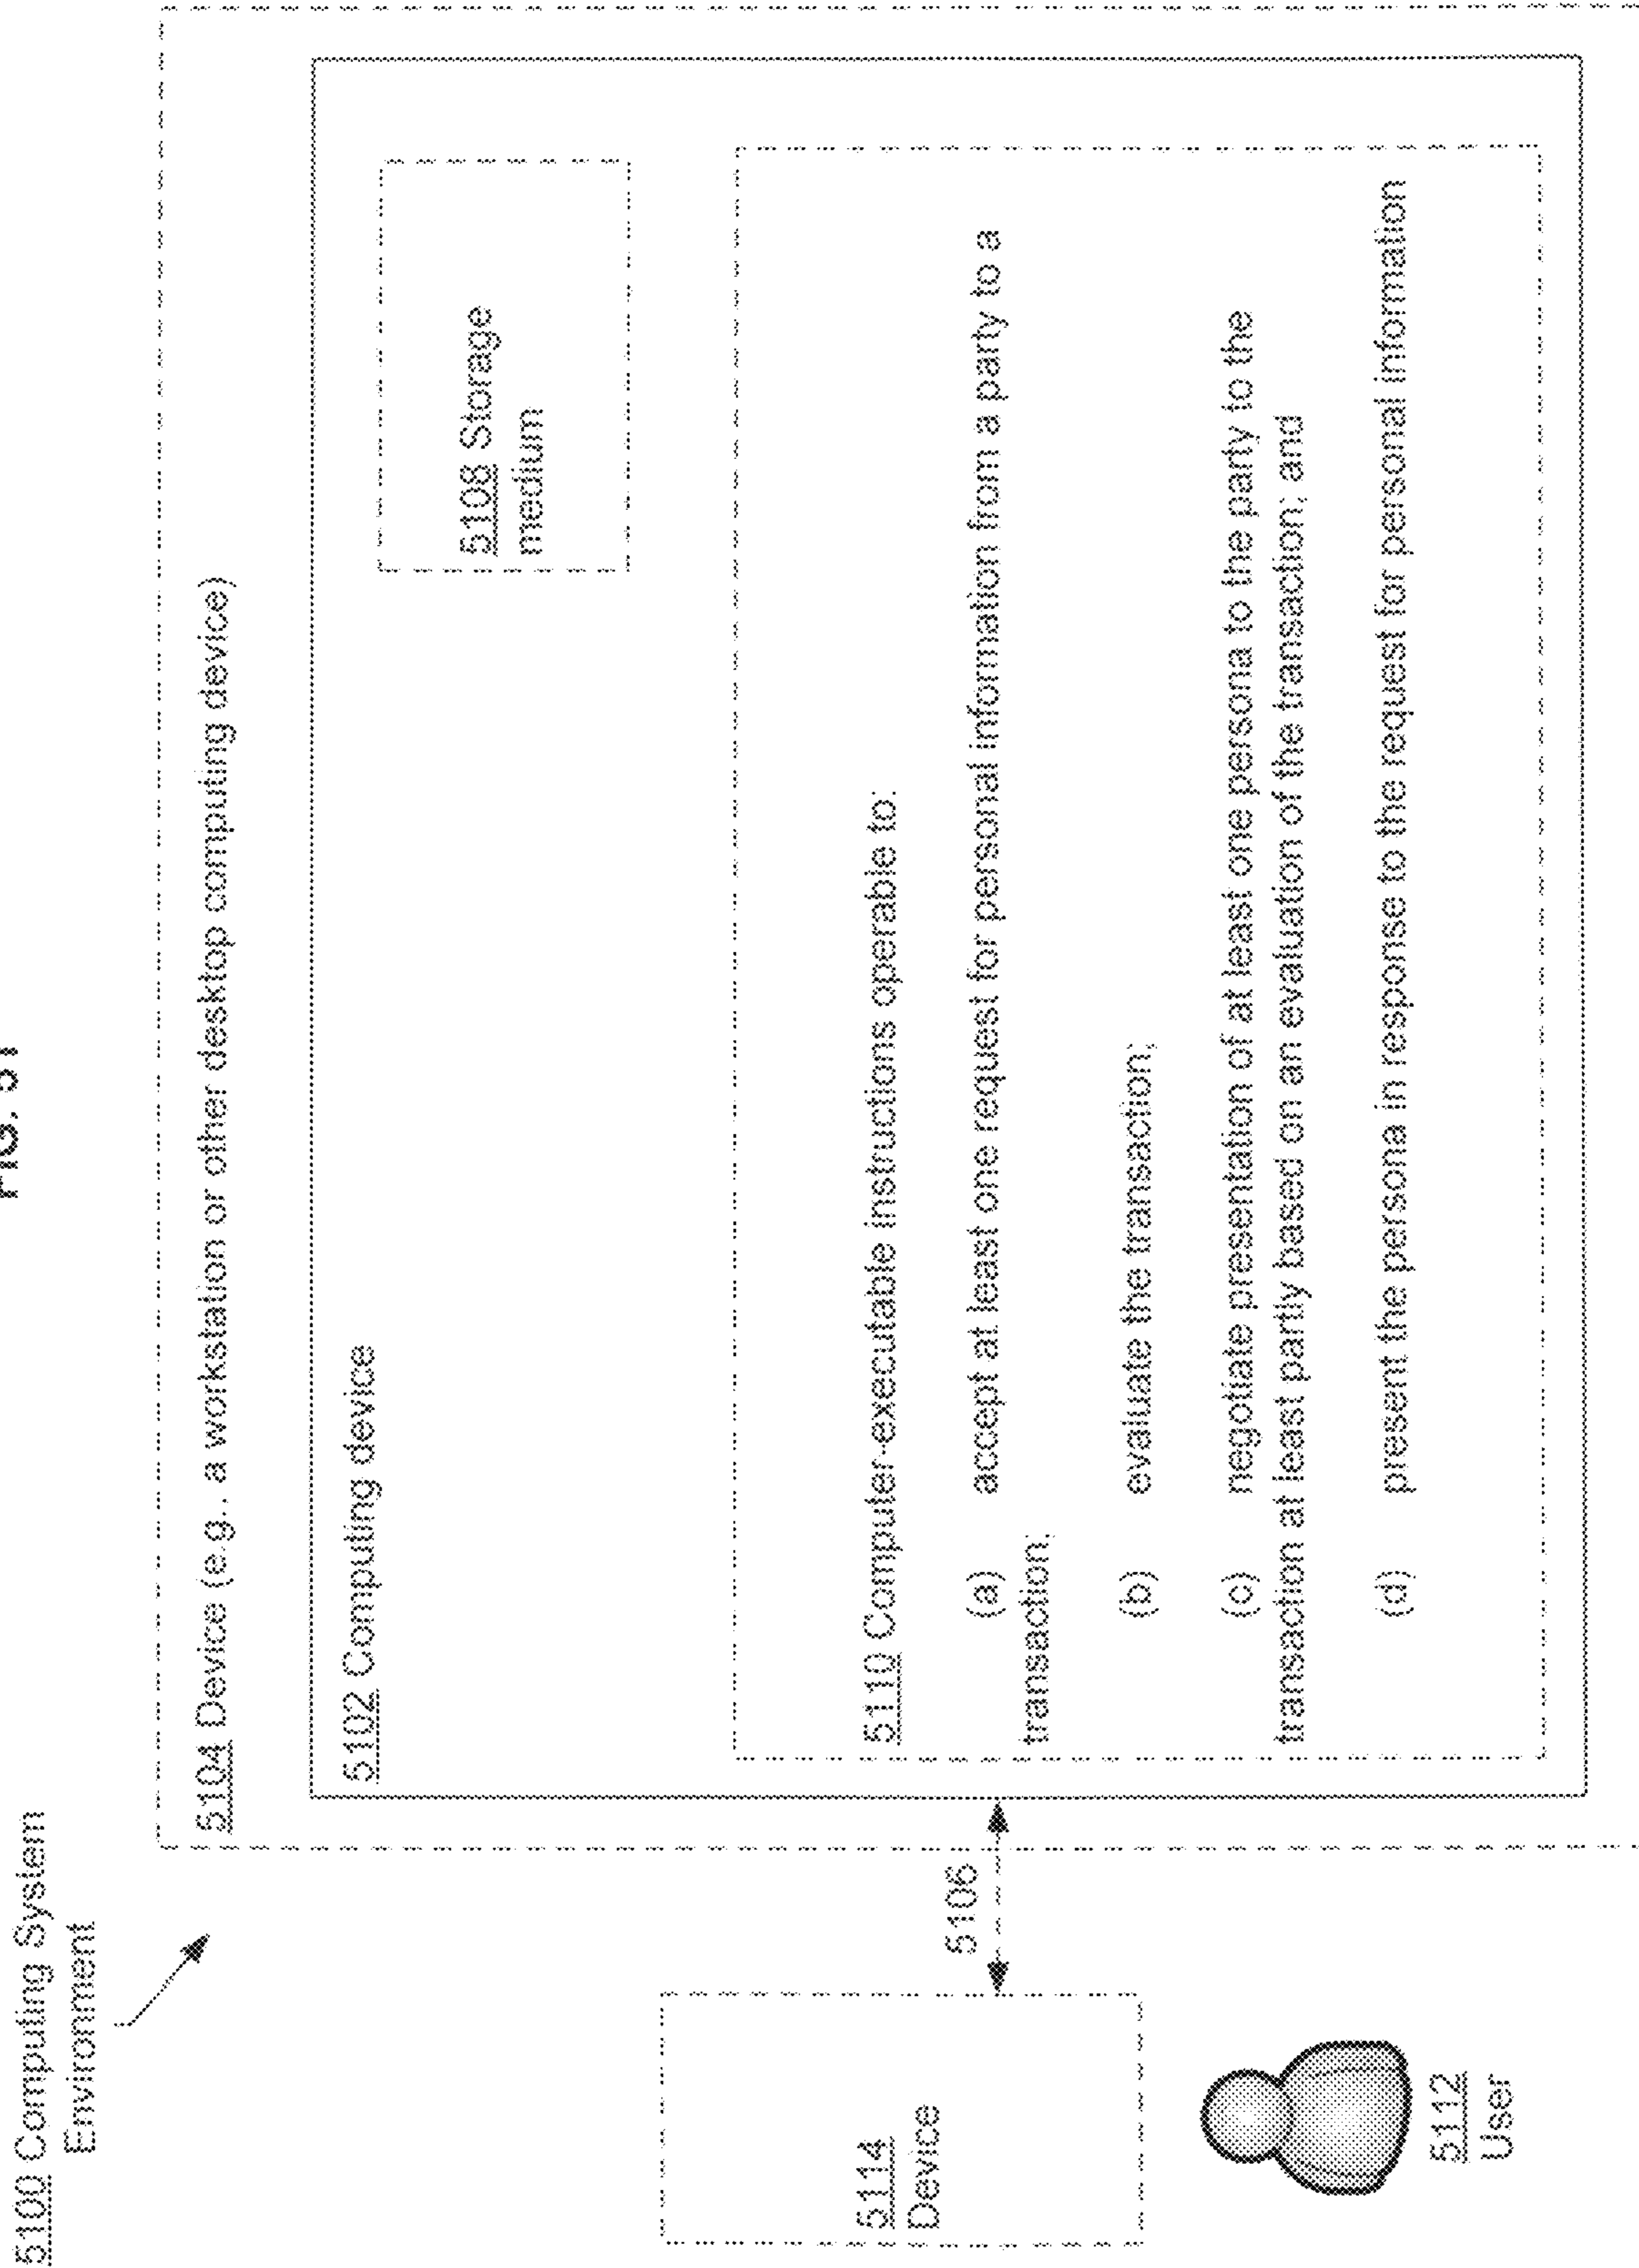 FIG. 51
5100 Computing System
Environment
5104 Device (e.g., a workstation or other desktop computing device)
5102 Computing device
5108 Storage
medium
5110 Computer-executable instructions operable to:
(a) accept at least one request for personal information from a party to a
transaction;
(b) evaluate the transaction;
(c) negotiate presentation of at least one persona to the party to the
transaction at least partly based on an evaluation of the transaction; and
(d) present the persona in response to the request for personal information
5106
5114
Device
5112
User